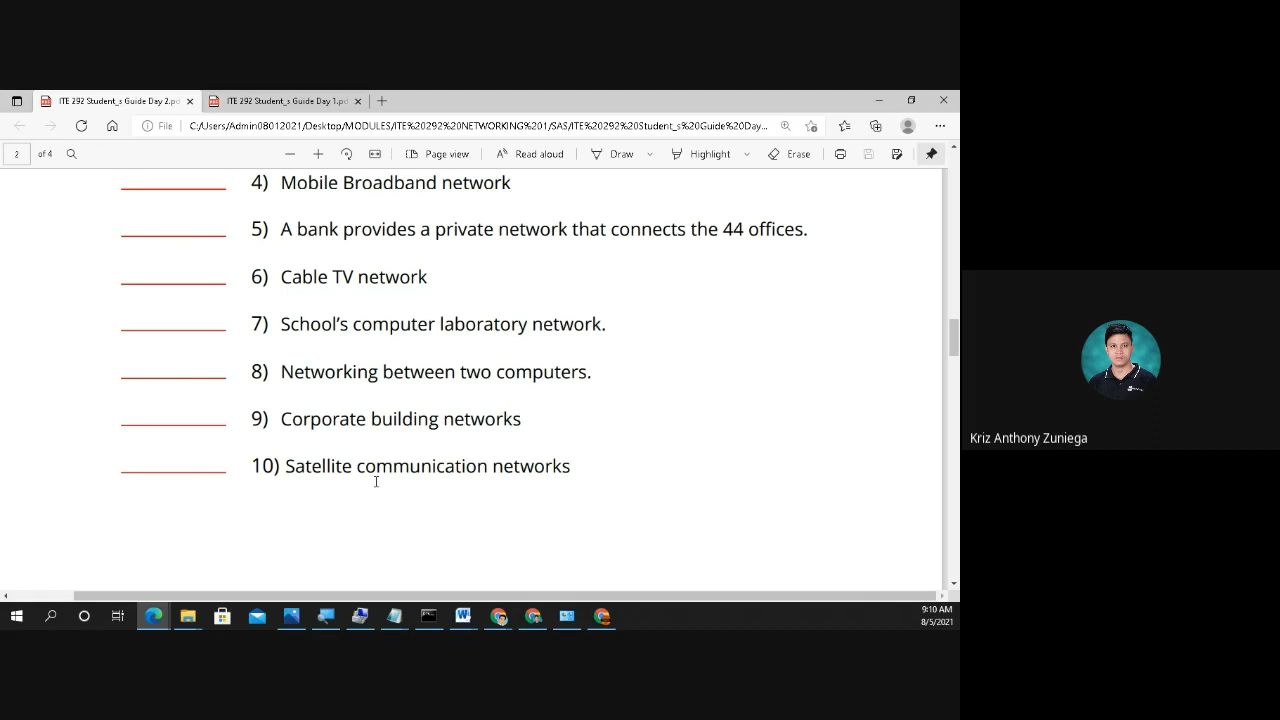 ITE 292 Student_s Guide Day 2.pd
ITE 292 Student_s Guide Day 1.pd
File
C:/Users/Admin08012021/Desktop/MODULES/ITE%20292%20NETWORKING%201/SAS/ITE%20292%20Student_s%20Guide%20Day...
2 of 4
Page view
Read aloud
Draw
Highlight
Erase
4) Mobile Broadband network
5) A bank provides a private network that connects the 44 offices.
6) Cable TV network
7) School’s computer laboratory network.
8) Networking between two computers.
9) Corporate building networks
10) Satellite communication networks
Kriz Anthony Zuniega
9:10 AM
8/5/2021